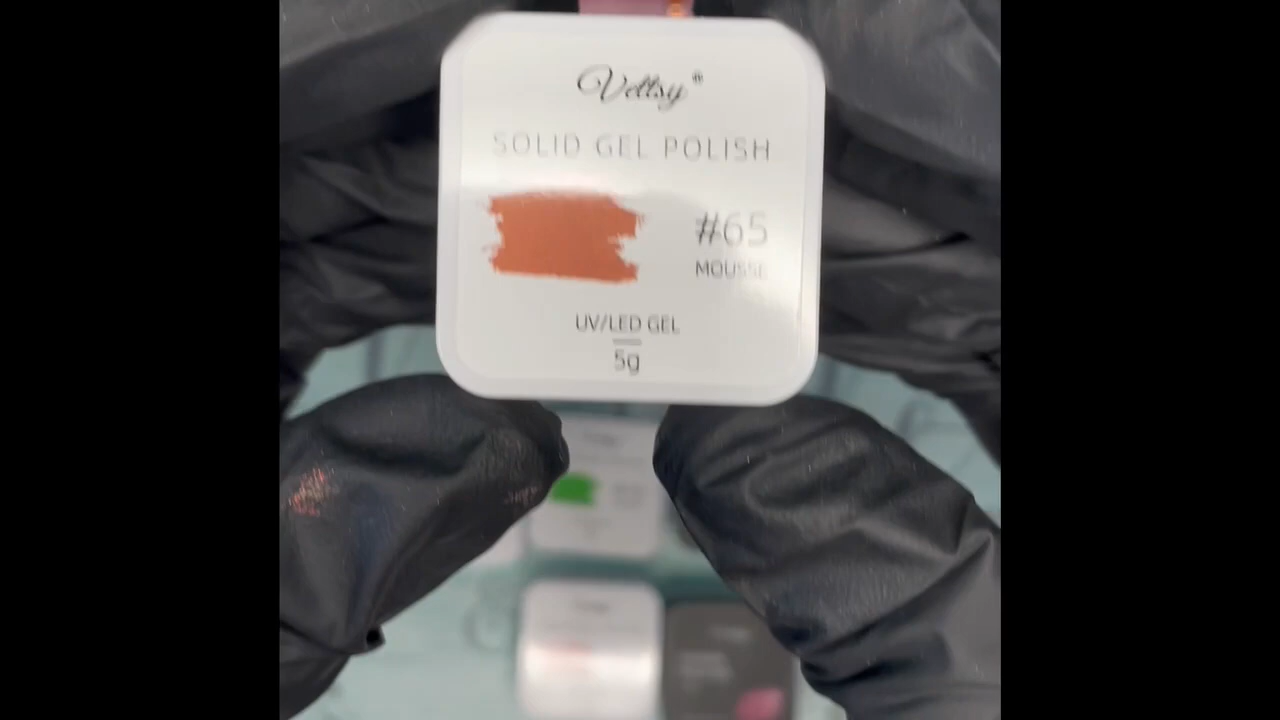 Vettsy®
SOLID GEL POLISH
#65
MOUSSE
UV/LED GEL
5g